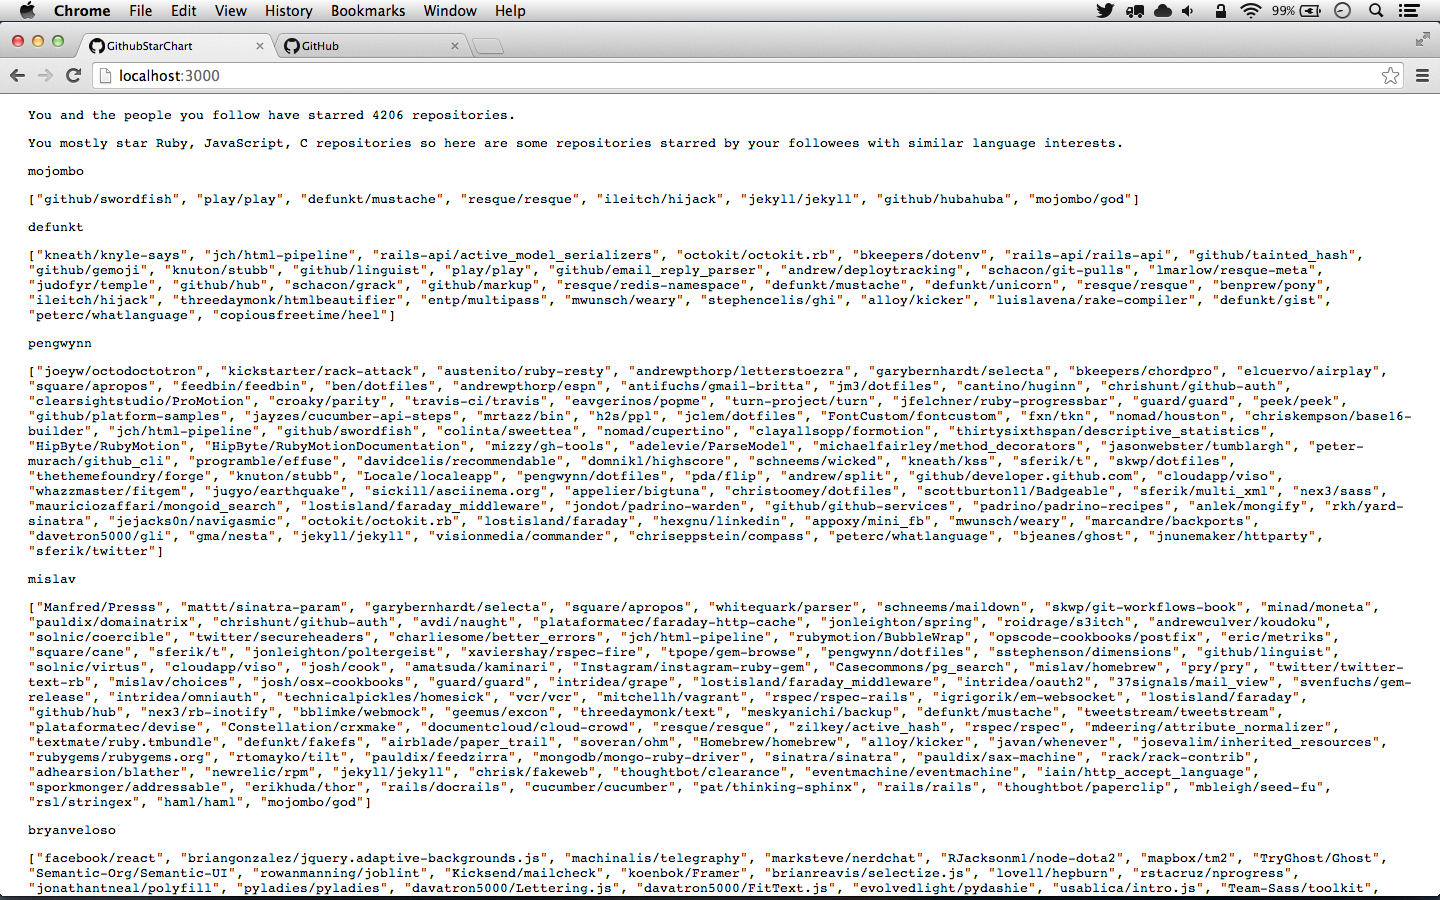 Chrome File Edit View History Bookmarks Window Help 99%
GithubStarChart GitHub
localhost:3000
You and the people you follow have starred 4206 repositories.
You mostly star Ruby, JavaScript, C repositories so here are some repositories starred by your followees with similar language interests.
mojombo
["github/swordfish", "play/play", "defunkt/mustache", "resque/resque", "ileitch/hijack", "jekyll/jekyll", "github/hubahuba", "mojombo/god"]
defunkt
["kneath/knyle-says", "jch/html-pipeline", "rails-api/active_model_serializers", "octokit/octokit.rb", "bkeepers/dotenv", "rails-api/rails-api", "github/tainted_hash",
"github/gemoji", "knuton/stubb", "github/linguist", "play/play", "github/email_reply_parser", "andrew/deploytracking", "schacon/git-pulls", "lmarlow/resque-meta",
"judofyr/temple", "github/hub", "schacon/grack", "github/markup", "resque/redis-namespace", "defunkt/mustache", "defunkt/unicorn", "resque/resque", "benprew/pony",
"ileitch/hijack", "threedaymonk/htmlbeautifier", "entp/multipass", "mwunsch/weary", "stephencelis/ghi", "alloy/kicker", "luislavena/rake-compiler", "defunkt/gist",
"peterc/whatlanguage", "copiousfreetime/heel"]
pengwynn
["joeyw/octodoctotron", "kickstarter/rack-attack", "austenito/ruby-resty", "andrewpthorp/letterstoezra", "garybernhardt/selecta", "bkeepers/chordpro", "elcuervo/airplay",
"square/apropos", "feedbin/feedbin", "ben/dotfiles", "andrewpthorp/espn", "antifuchs/gmail-britta", "jm3/dotfiles", "cantino/huginn", "chrishunt/github-auth",
"clearsightstudio/ProMotion", "croaky/parity", "travis-ci/travis", "eavgerinos/popme", "turn-project/turn", "jfelchner/ruby-progressbar", "guard/guard", "peek/peek",
"github/platform-samples", "jayzes/cucumber-api-steps", "mrtazz/bin", "h2s/ppl", "jclem/dotfiles", "FontCustom/fontcustom", "fxn/tkn", "nomad/houston", "chriskempson/base16-
builder", "jch/html-pipeline", "github/swordfish", "colinta/sweettea", "nomad/cupertino", "clayallsopp/formotion", "thirtysixthspan/descriptive_statistics",
"HipByte/RubyMotion", "HipByte/RubyMotionDocumentation", "mizzy/gh-tools", "adelevie/ParseModel", "michaelfairley/method_decorators", "jasonwebster/tumblargh", "peter-
murach/github_cli", "programble/effuse", "davidcelis/recommendable", "domnikl/highscore", "schneems/wicked", "kneath/kss", "sferik/t", "skwp/dotfiles",
"thethemefoundry/forge", "knuton/stubb", "Locale/localeapp", "pengwynn/dotfiles", "pda/flip", "andrew/split", "github/developer.github.com", "cloudapp/viso",
"whazzmaster/fitgem", "jugyo/earthquake", "sickill/asciinema.org", "appelier/bigtuna", "christoomey/dotfiles", "scottburton11/Badgeable", "sferik/multi_xml", "nex3/sass",
"mauriciozaffari/mongoid_search", "lostisland/faraday_middleware", "jondot/padrino-warden", "github/github-services", "padrino/padrino-recipes", "anlek/mongify", "rkh/yard-
sinatra", "jejacks0n/navigasmic", "octokit/octokit.rb", "lostisland/faraday", "hexgnu/linkedin", "appoxy/mini_fb", "mwunsch/weary", "marcandre/backports",
"davetron5000/gli", "gma/nesta", "jekyll/jekyll", "visionmedia/commander", "chriseppstein/compass", "peterc/whatlanguage", "bjeanes/ghost", "jnunemaker/httparty",
"sferik/twitter"]
mislav
["Manfred/Presss", "mattt/sinatra-param", "garybernhardt/selecta", "square/apropos", "whitequark/parser", "schneems/maildown", "skwp/git-workflows-book", "minad/moneta",
"pauldix/domainatrix", "chrishunt/github-auth", "avdi/naught", "plataformatec/faraday-http-cache", "jonleighton/spring", "roidrage/s3itch", "andrewculver/koudoku",
"solnic/coercible", "twitter/secureheaders", "charliesome/better_errors", "jch/html-pipeline", "rubymotion/BubbleWrap", "opscode-cookbooks/postfix", "eric/metriks",
"square/cane", "sferik/t", "jonleighton/poltergeist", "xaviershay/rspec-fire", "tpope/gem-browse", "pengwynn/dotfiles", "sstephenson/dimensions", "github/linguist",
"solnic/virtus", "cloudapp/viso", "josh/cook", "amatsuda/kaminari", "Instagram/instagram-ruby-gem", "Casecommons/pg_search", "mislav/homebrew", "pry/pry", "twitter/twitter-
text-rb", "mislav/choices", "josh/osx-cookbooks", "guard/guard", "intridea/grape", "lostisland/faraday_middleware", "intridea/oauth2", "37signals/mail_view", "svenfuchs/gem-
release", "intridea/omniauth", "technicalpickles/homesick", "vcr/vcr", "mitchellh/vagrant", "rspec/rspec-rails", "igrigorik/em-websocket", "lostisland/faraday",
"github/hub", "nex3/rb-inotify", "bblimke/webmock", "geemus/excon", "threedaymonk/text", "meskyanichi/backup", "defunkt/mustache", "tweetstream/tweetstream",
"plataformatec/devise", "Constellation/crxmake", "documentcloud/cloud-crowd", "resque/resque", "zilkey/active_hash", "rspec/rspec", "mdeering/attribute_normalizer",
"textmate/ruby.tmbundle", "defunkt/fakefs", "airblade/paper_trail", "soveran/ohm", "Homebrew/homebrew", "alloy/kicker", "javan/whenever", "josevalim/inherited_resources",
"rubygems/rubygems.org", "rtomayko/tilt", "pauldix/feedzirra", "mongodb/mongo-ruby-driver", "sinatra/sinatra", "pauldix/sax-machine", "rack/rack-contrib",
"adhearsion/blather", "newrelic/rpm", "jekyll/jekyll", "chrisk/fakeweb", "thoughtbot/clearance", "eventmachine/eventmachine", "iain/http_accept_language",
"sporkmonger/addressable", "erikhuda/thor", "rails/docrails", "cucumber/cucumber", "pat/thinking-sphinx", "rails/rails", "thoughtbot/paperclip", "mbleigh/seed-fu",
"rsl/stringex", "haml/haml", "mojombo/god"]
bryanveloso
["facebook/react", "briangonzalez/jquery.adaptive-backgrounds.js", "machinalis/telegraphy", "marksteve/nerdchat", "RJacksonm1/node-dota2", "mapbox/tm2", "TryGhost/Ghost",
"Semantic-Org/Semantic-UI", "rowanmanning/joblint", "Kicksend/mailcheck", "koenbok/Framer", "brianreavis/selectize.js", "lovell/hepburn", "rstacruz/nprogress",
"jonathantneal/polyfill", "pyladies/pyladies", "davatron5000/Lettering.js", "davatron5000/FitText.js", "evolvedlight/pydashie", "usablica/intro.js", "Team-Sass/toolkit",